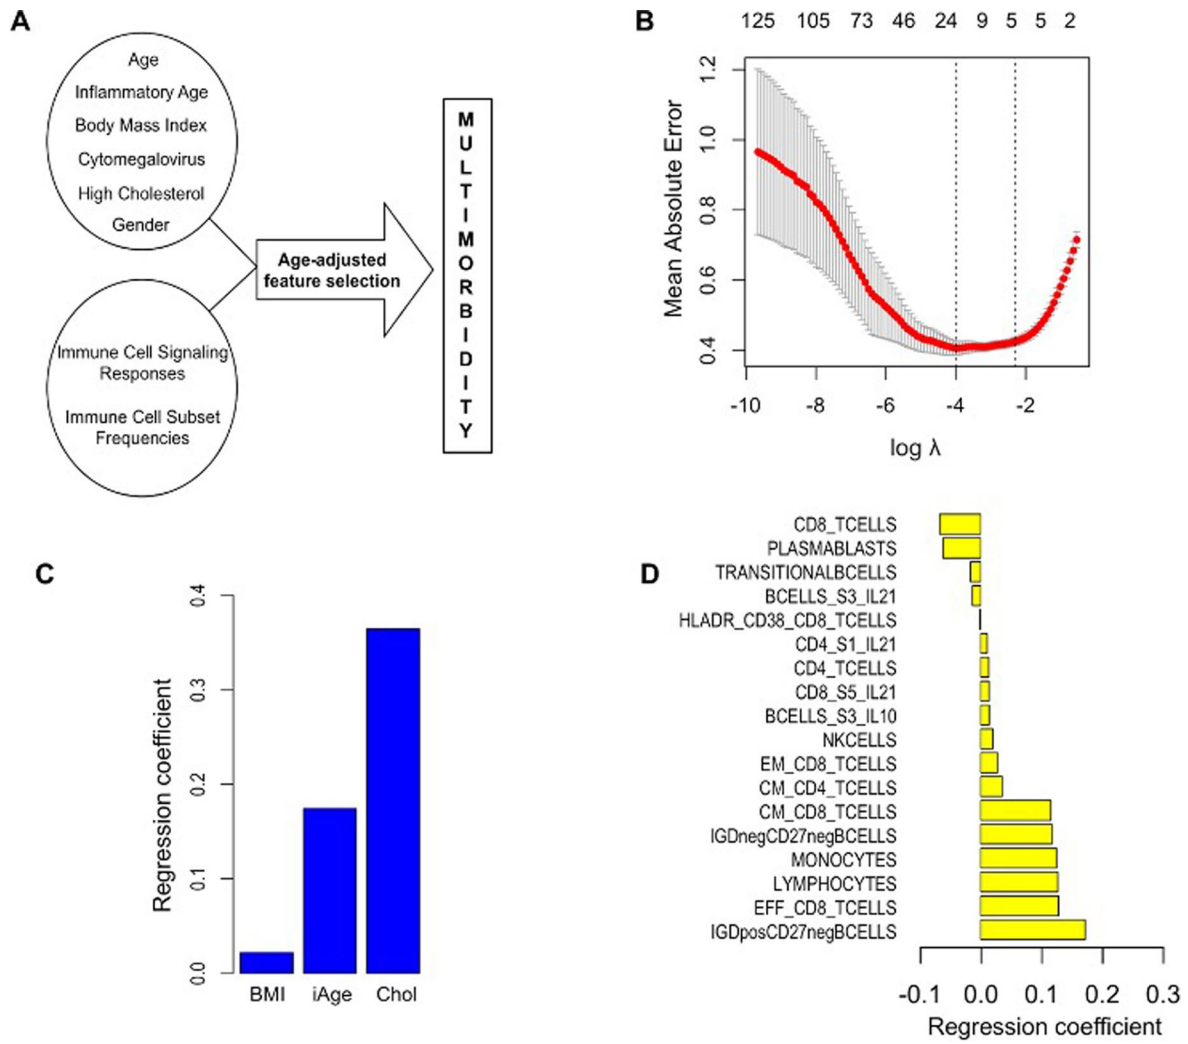 A
Age
Inflammatory Age
Body Mass Index
Cytomegalovirus
High Cholesterol
Gender
Immune Cell Signaling
Responses
Immune Cell Subset
Frequencies
Age-adjusted
feature selection
MULTIMORBIDITY
B
125 105 73 46 24 9 5 5 2
Mean Absolute Error
1.2
1.0
0.8
0.6
0.4
-10 -8 -6 -4 -2
log λ
C
Regression coefficient
0.4
0.3
0.2
0.1
0.0
BMI iAge Chol
D
CD8_TCELLS
PLASMABLASTS
TRANSITIONALBCELLS
BCELLS_S3_IL21
HLADR_CD38_CD8_TCELLS
CD4_S1_IL21
CD4_TCELLS
CD8_S5_IL21
BCELLS_S3_IL10
NKCELLS
EM_CD8_TCELLS
CM_CD4_TCELLS
CM_CD8_TCELLS
IGDnegCD27negBCELLS
MONOCYTES
LYMPHOCYTES
EFF_CD8_TCELLS
IGDposCD27negBCELLS
-0.1 0.0 0.1 0.2 0.3
Regression coefficient